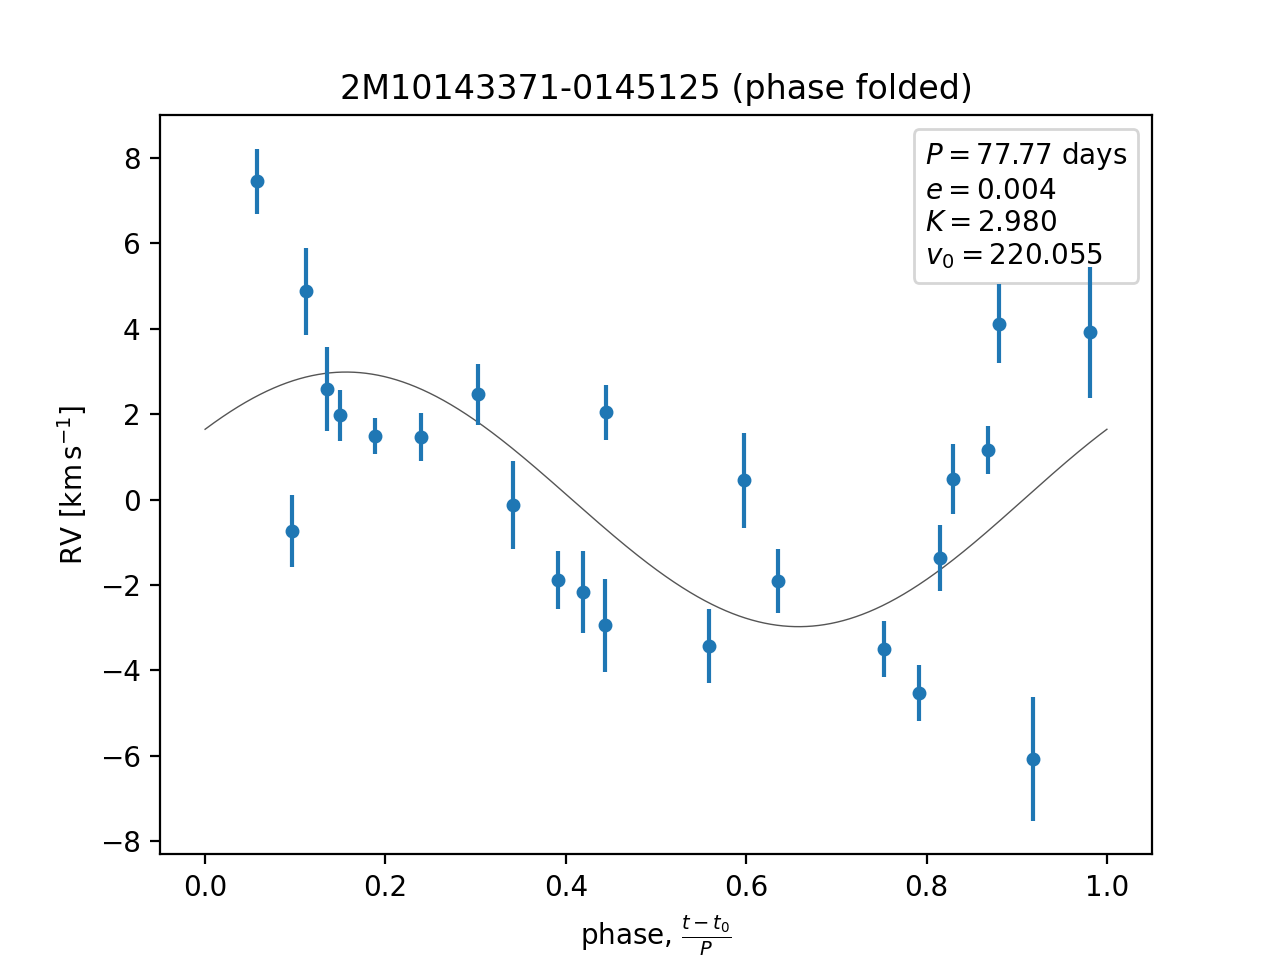 2M10143371-0145125 (phase folded)
P = 77.77 days
e = 0.004
K = 2.980
v₀ = 220.055
8
6
4
2
0
−2
−4
−6
−8
RV [km s⁻¹]
0.0 0.2 0.4 0.6 0.8 1.0
phase, (t − t₀)/P